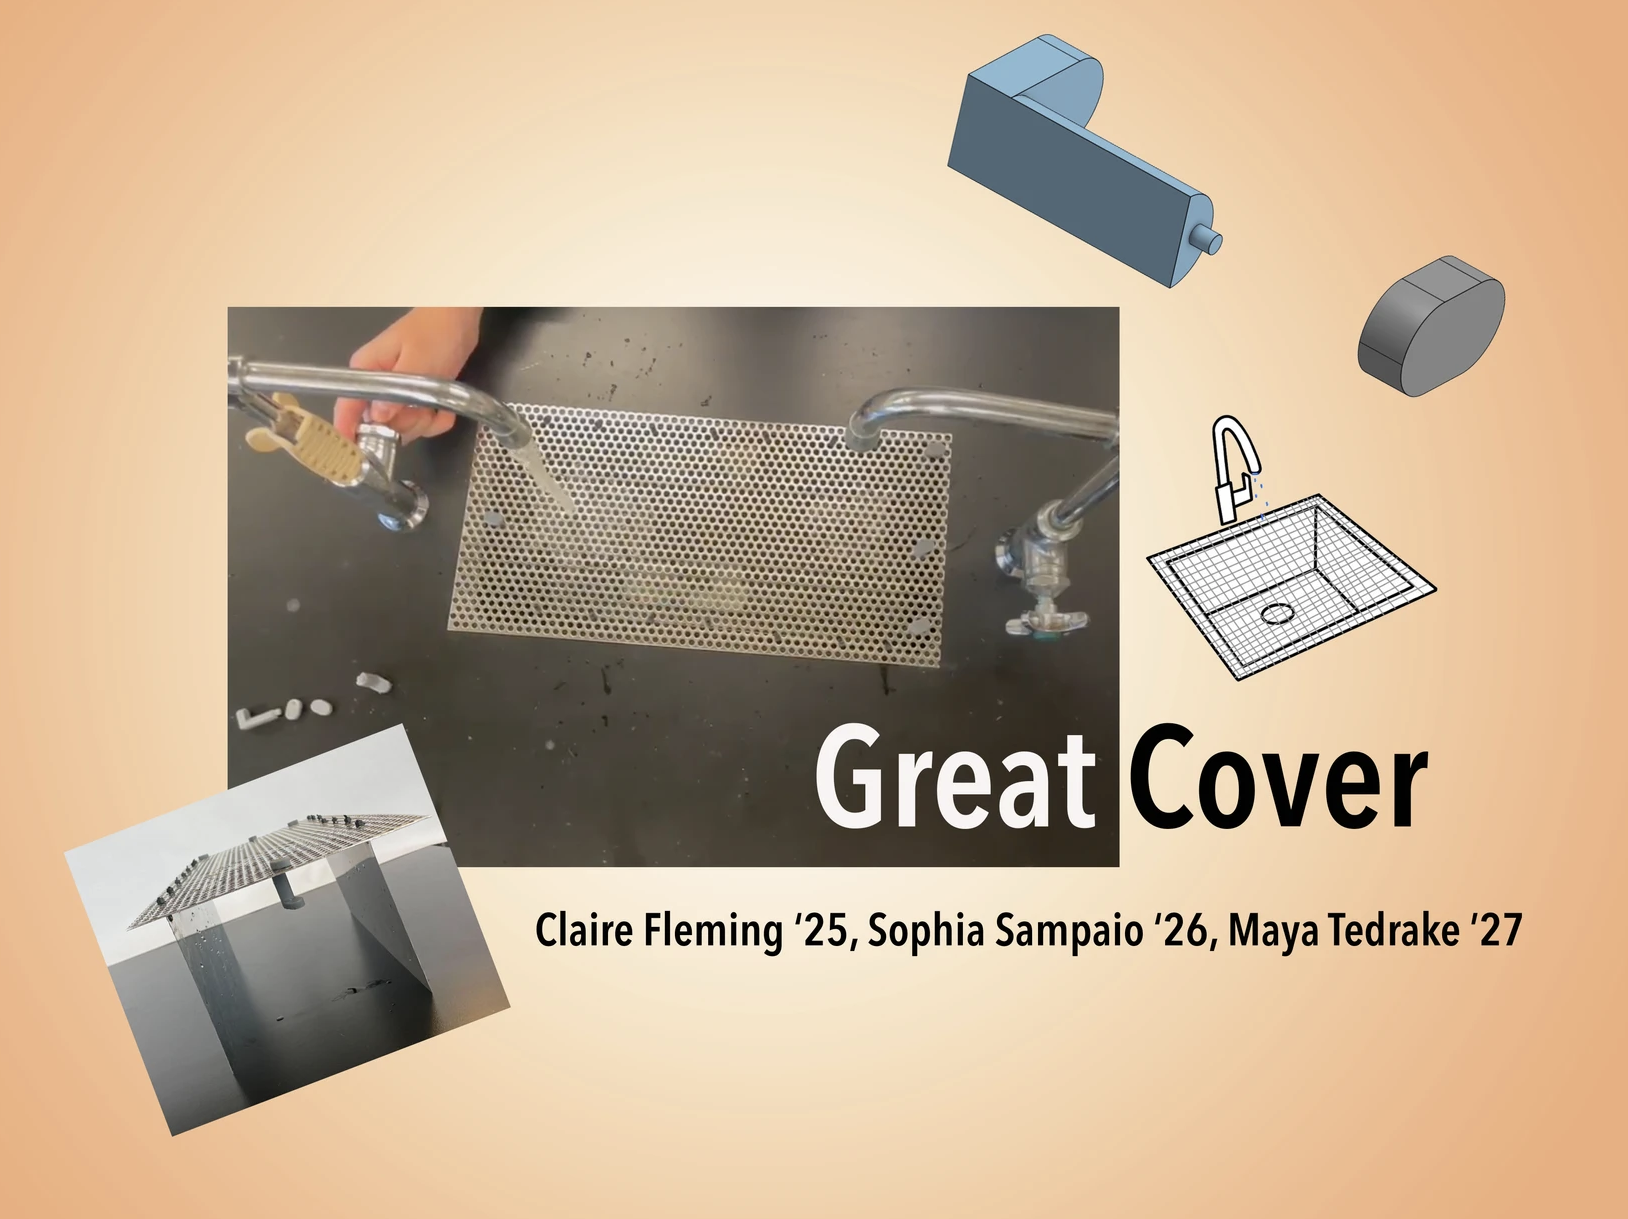 Great Cover
Claire Fleming ‘25, Sophia Sampaio ‘26, Maya Tedrake ’27